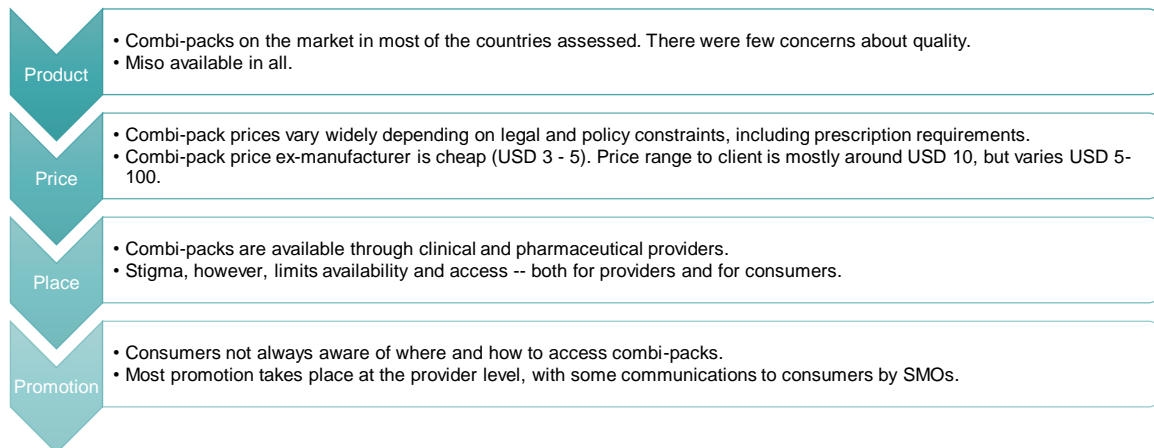 Product
• Combi-packs on the market in most of the countries assessed. There were few concerns about quality.
• Miso available in all.
Price
• Combi-pack prices vary widely depending on legal and policy constraints, including prescription requirements.
• Combi-pack price ex-manufacturer is cheap (USD 3 - 5). Price range to client is mostly around USD 10, but varies USD 5-
100.
Place
• Combi-packs are available through clinical and pharmaceutical providers.
• Stigma, however, limits availability and access -- both for providers and for consumers.
Promotion
• Consumers not always aware of where and how to access combi-packs.
• Most promotion takes place at the provider level, with some communications to consumers by SMOs.